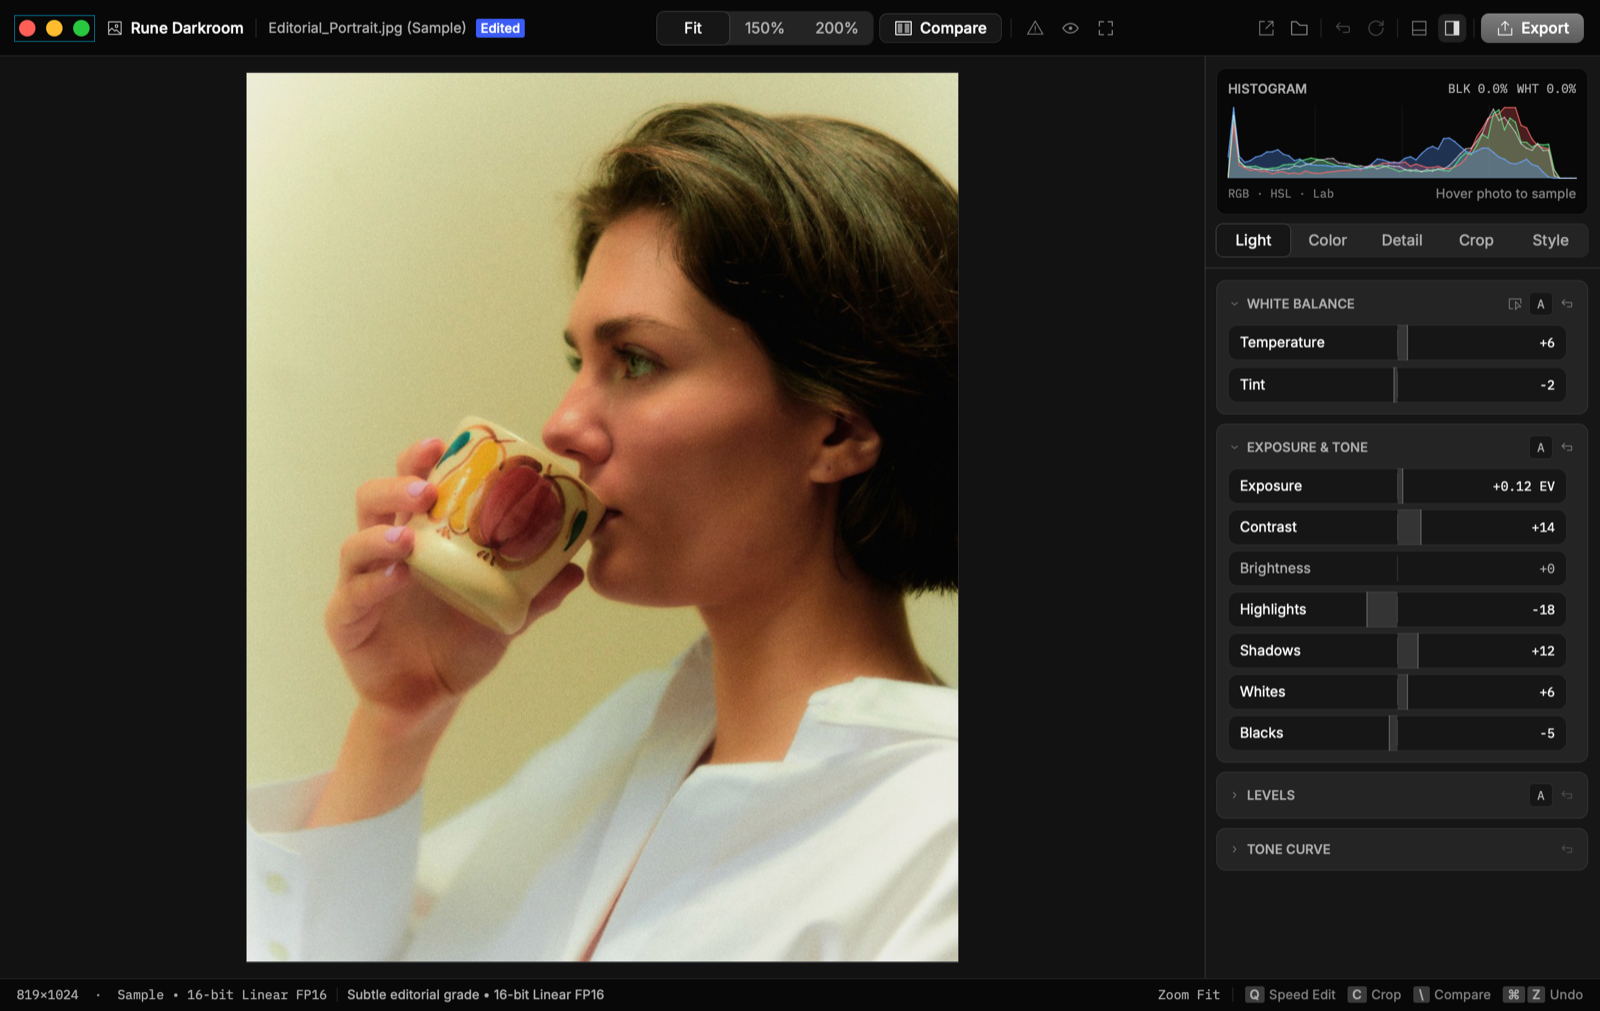 Rune Darkroom Editorial_Portrait.jpg (Sample) Edited Fit 150% 200% Compare Export
HISTOGRAM BLK 0.0% WHT 0.0%
RGB · HSL · Lab Hover photo to sample
Light Color Detail Crop Style
WHITE BALANCE A
Temperature +6
Tint -2
EXPOSURE & TONE A
Exposure +0.12 EV
Contrast +14
Brightness +0
Highlights -18
Shadows +12
Whites +6
Blacks -5
LEVELS A
TONE CURVE
819×1024 · Sample • 16-bit Linear FP16 Subtle editorial grade • 16-bit Linear FP16 Zoom Fit Q Speed Edit C Crop \ Compare ⌘ Z Undo